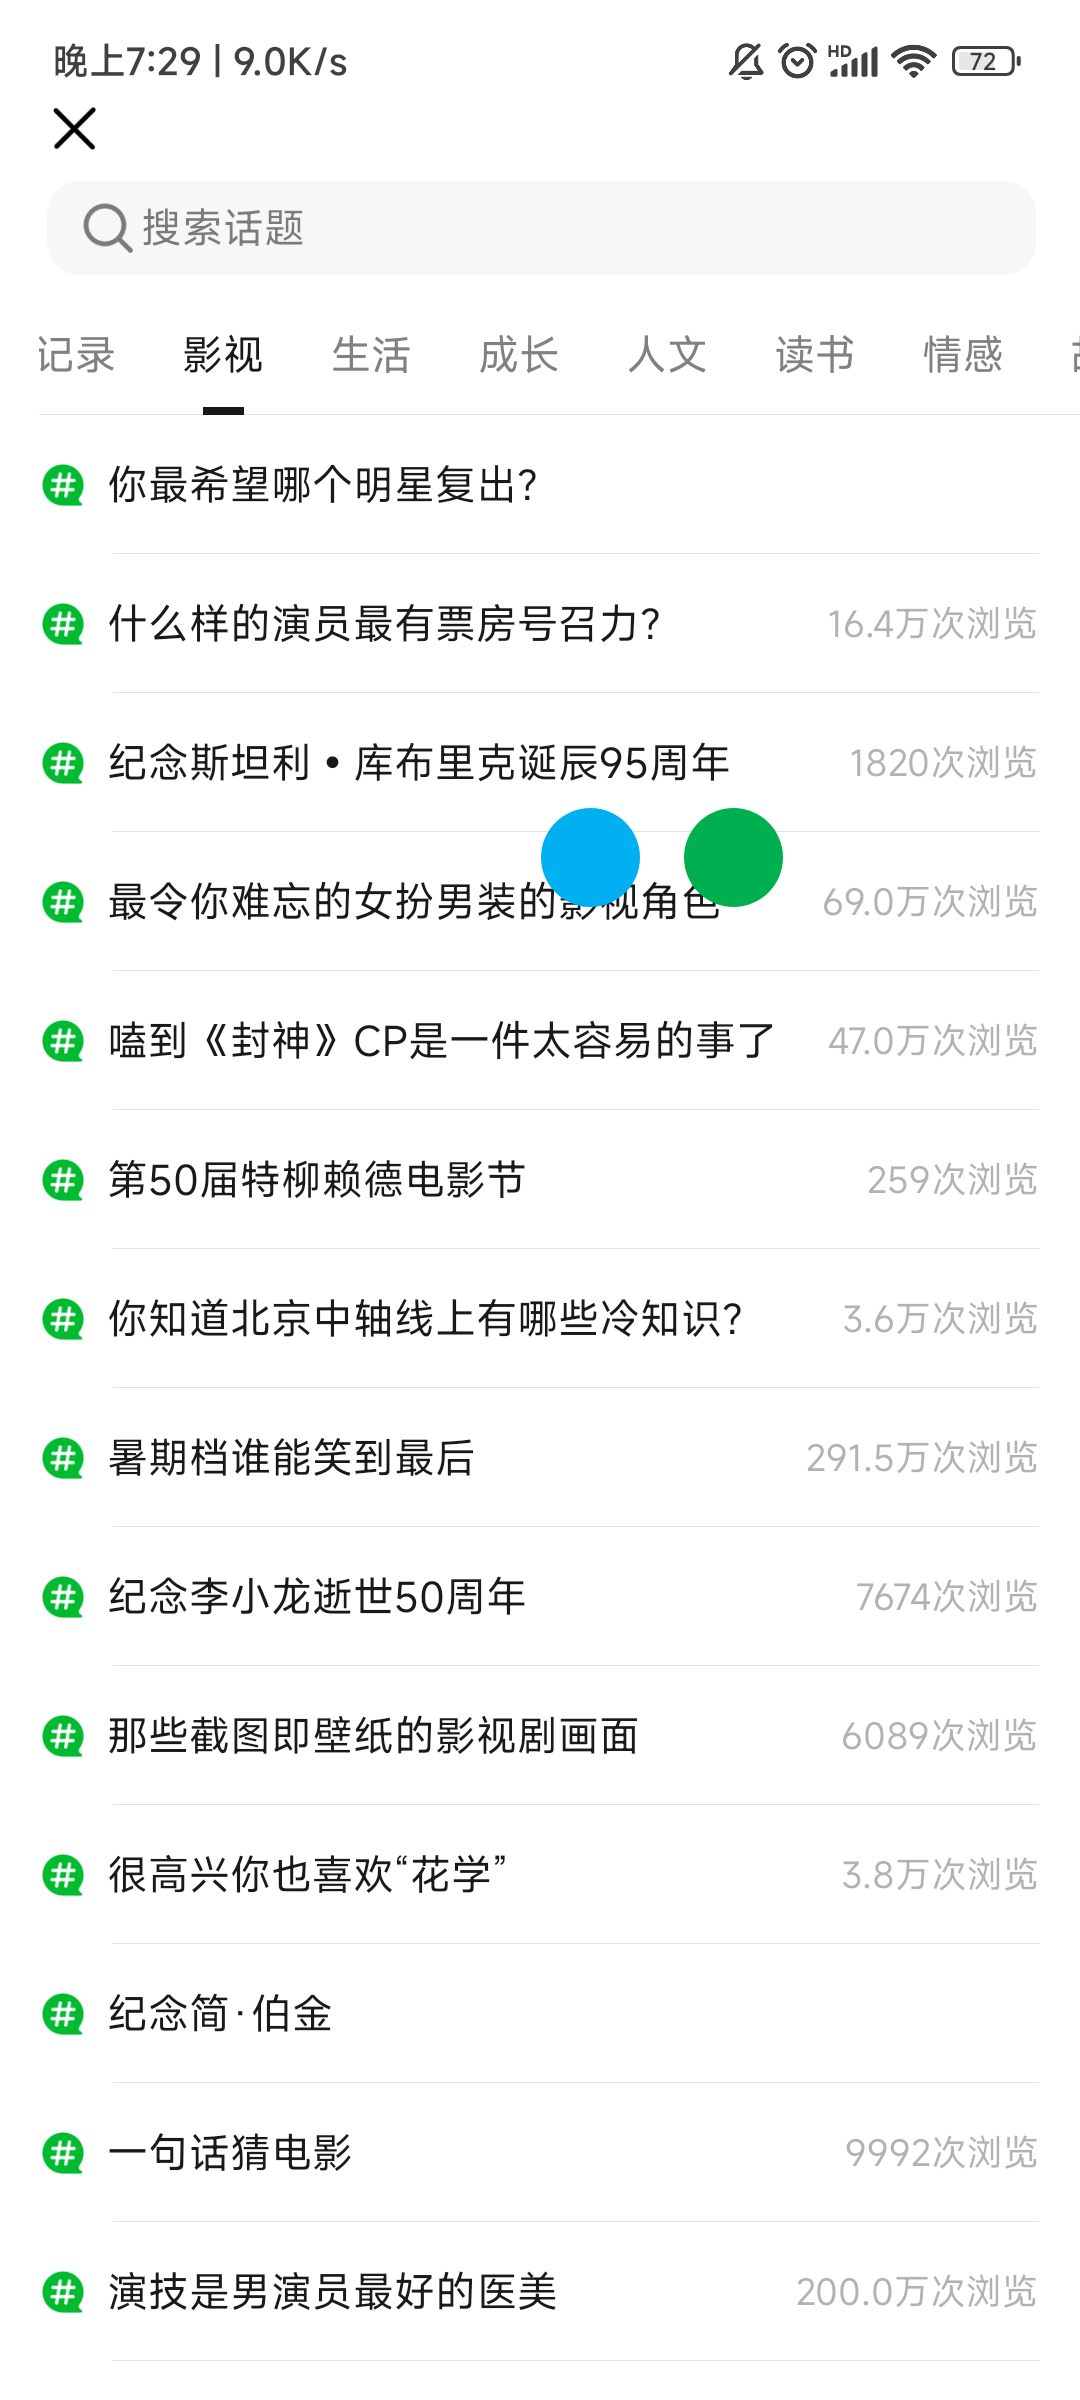 晚上7:29 | 9.0K/s HD 72
搜索话题
记录 影视 生活 成长 人文 读书 情感
# 你最希望哪个明星复出?
# 什么样的演员最有票房号召力? 16.4万次浏览
# 纪念斯坦利•库布里克诞辰95周年 1820次浏览
# 最令你难忘的女扮男装的影视角色 69.0万次浏览
# 嗑到《封神》CP是一件太容易的事了 47.0万次浏览
# 第50届特柳赖德电影节 259次浏览
# 你知道北京中轴线上有哪些冷知识? 3.6万次浏览
# 暑期档谁能笑到最后 291.5万次浏览
# 纪念李小龙逝世50周年 7674次浏览
# 那些截图即壁纸的影视剧画面 6089次浏览
# 很高兴你也喜欢“花学” 3.8万次浏览
# 纪念简·伯金
# 一句话猜电影 9992次浏览
# 演技是男演员最好的医美 200.0万次浏览